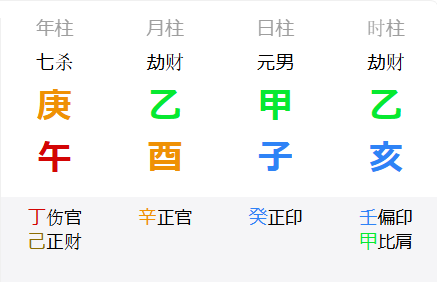 年柱 月柱 日柱 时柱
七杀 劫财 元男 劫财
庚 乙 甲 乙
午 酉 子 亥
丁伤官 辛正官 癸正印 壬偏印
己正财 甲比肩